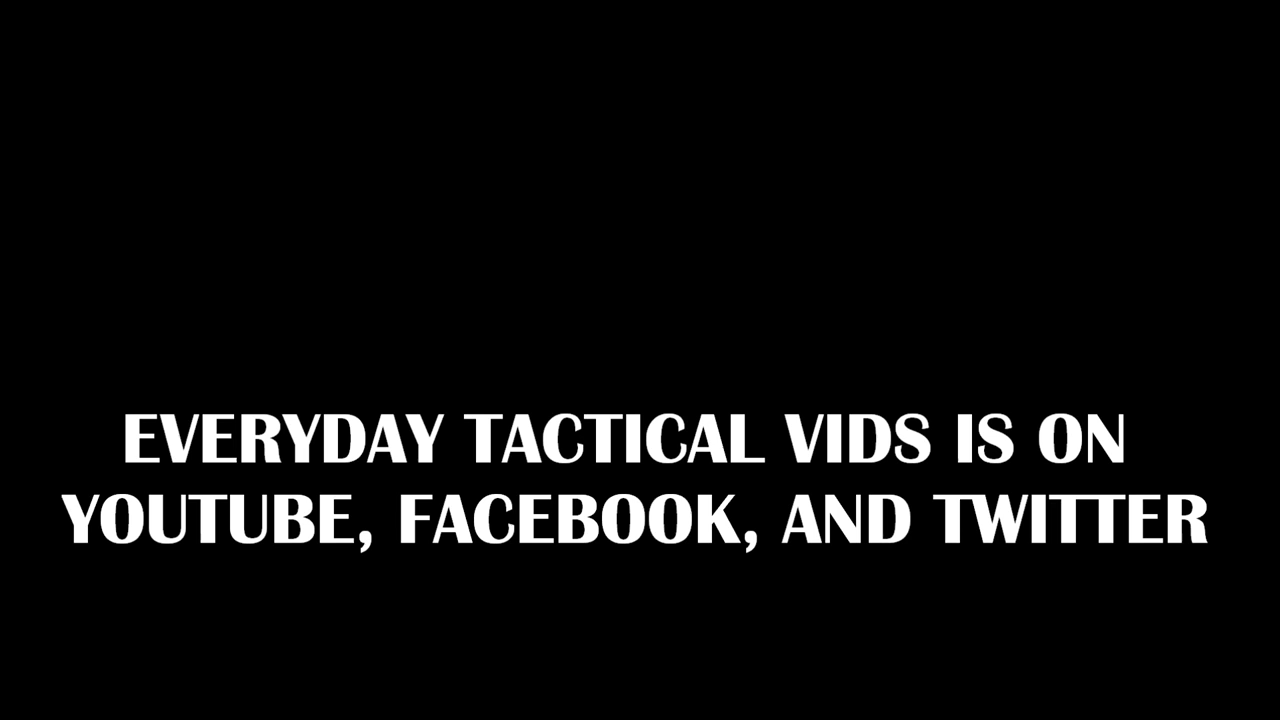 EVERYDAY TACTICAL VIDS IS ON
YOUTUBE, FACEBOOK, AND TWITTER